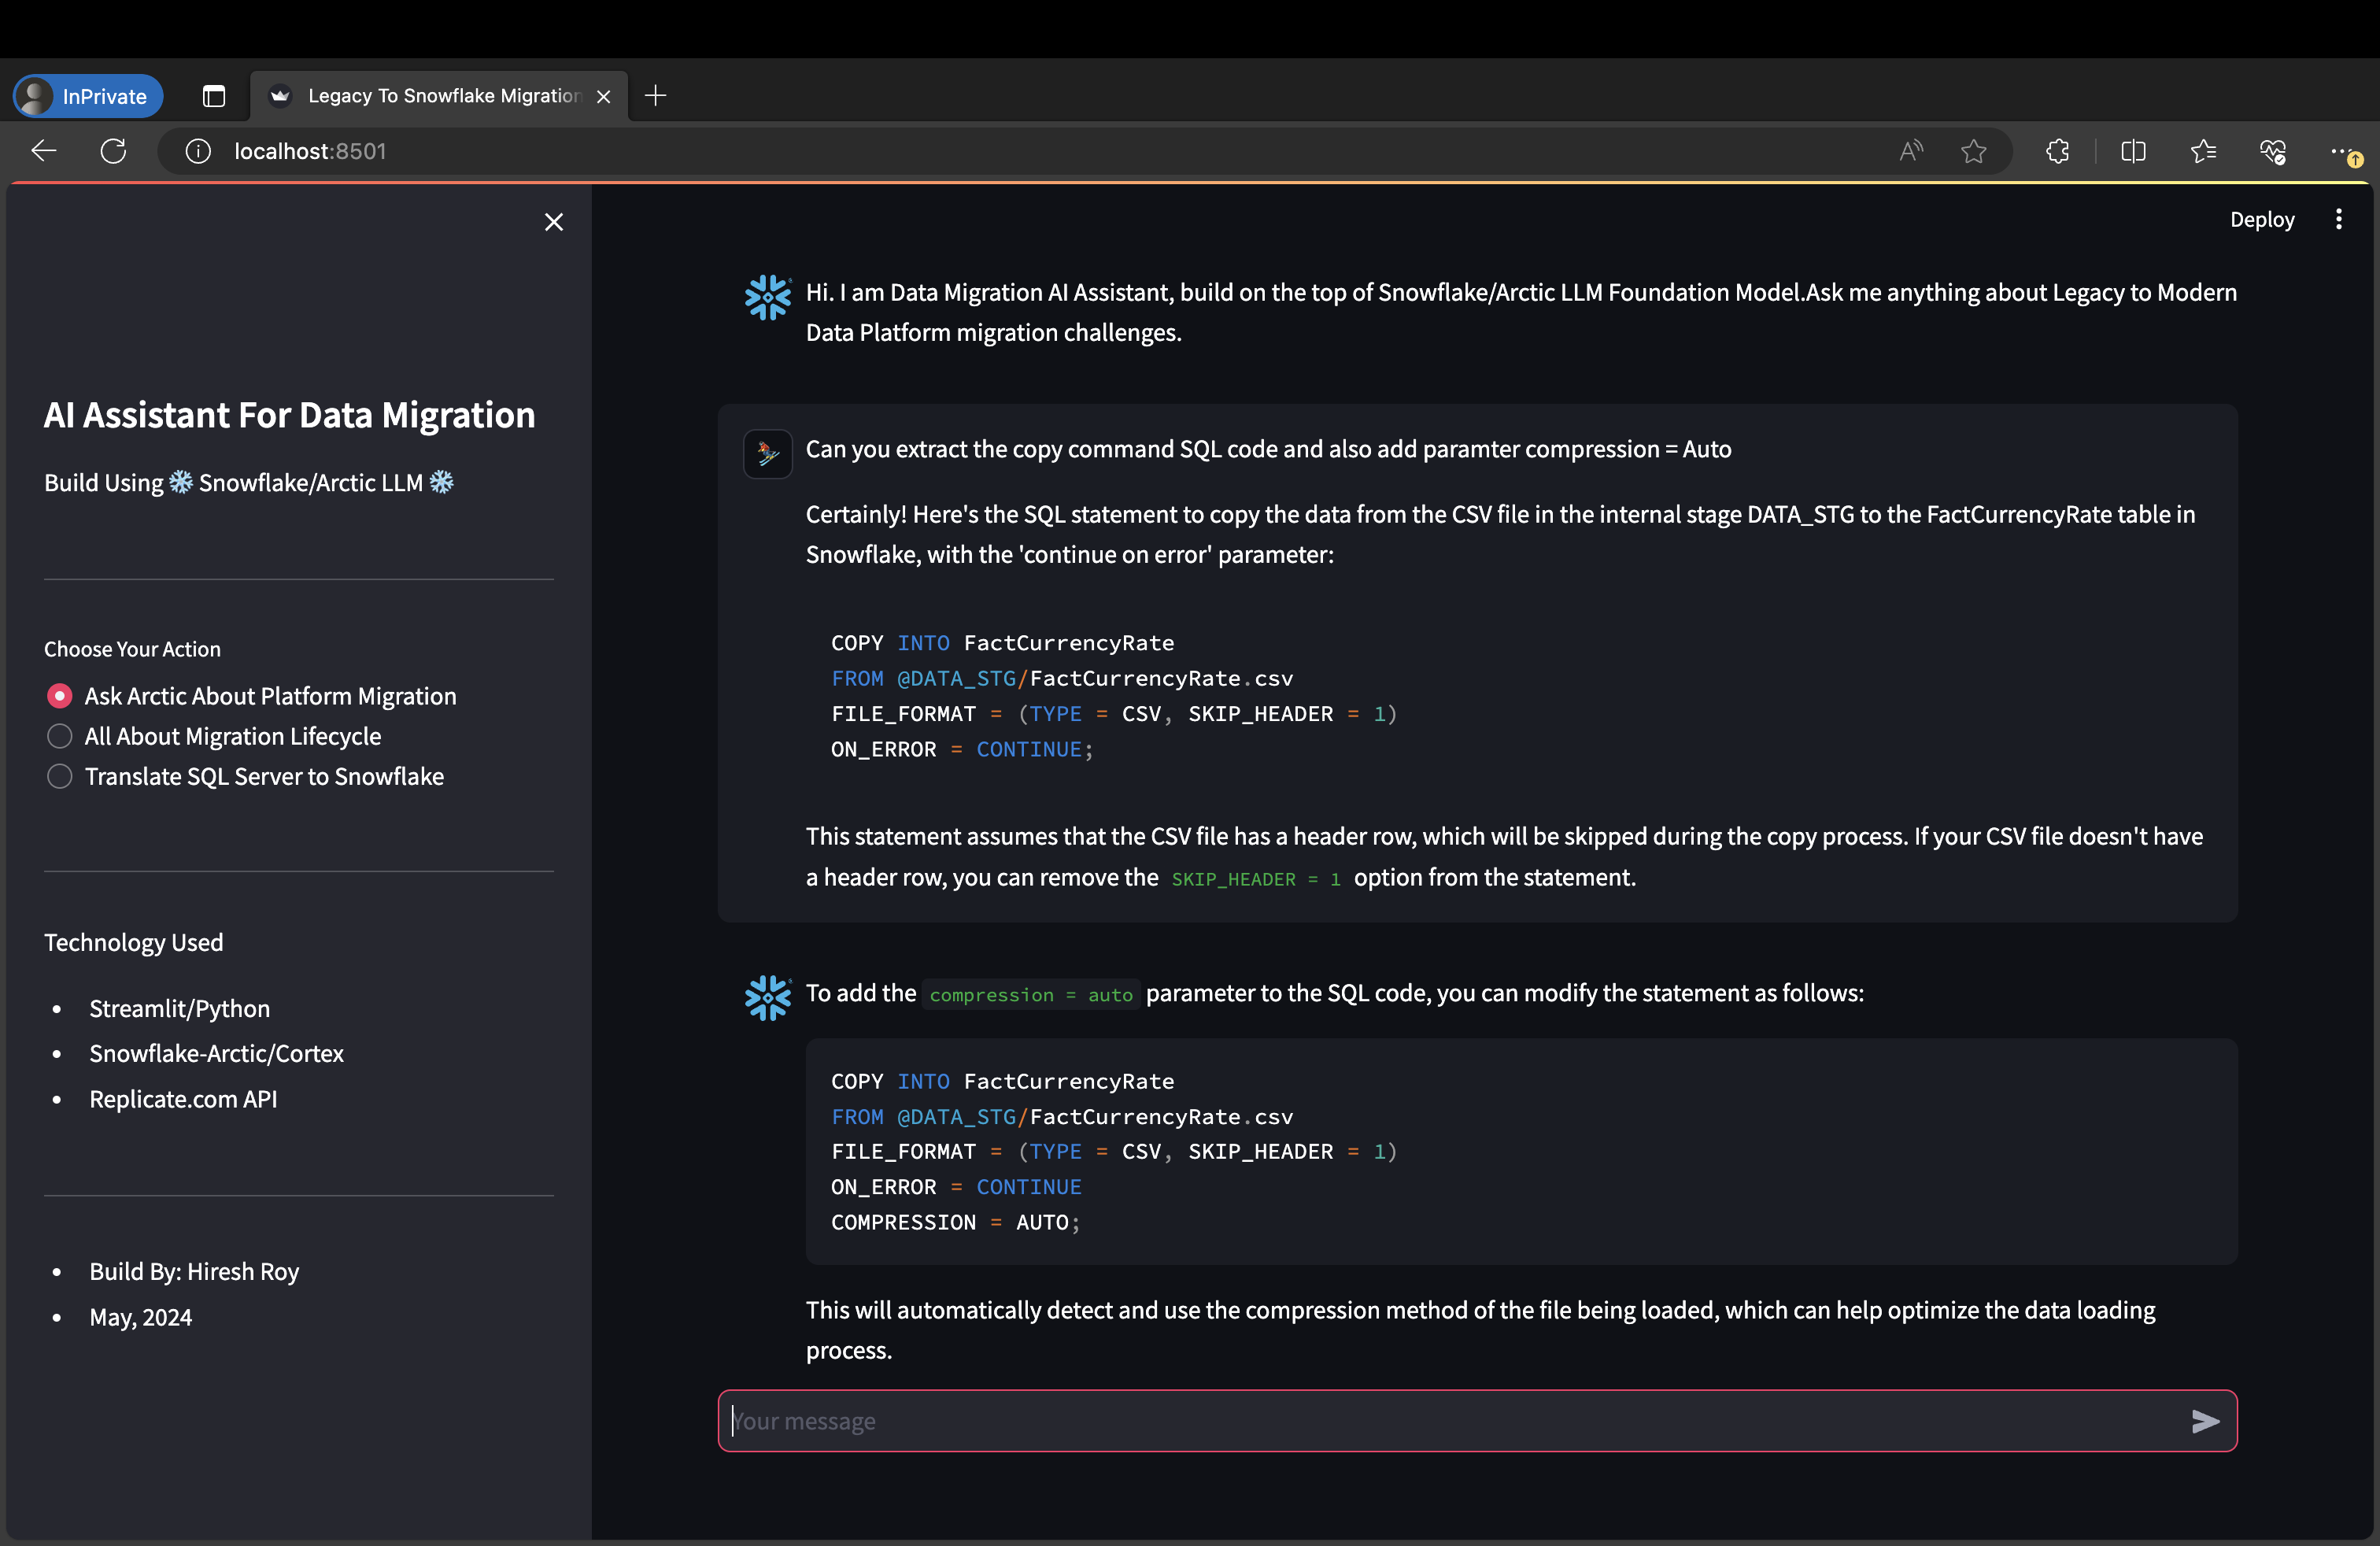 InPrivate
Legacy To Snowflake Migration
localhost:8501
Deploy
AI Assistant For Data Migration
Build Using ❄️ Snowflake/Arctic LLM ❄️
Choose Your Action
Ask Arctic About Platform Migration
All About Migration Lifecycle
Translate SQL Server to Snowflake
Technology Used
• Streamlit/Python
• Snowflake-Arctic/Cortex
• Replicate.com API
• Build By: Hiresh Roy
• May, 2024
Hi. I am Data Migration AI Assistant, build on the top of Snowflake/Arctic LLM Foundation Model.Ask me anything about Legacy to Modern
Data Platform migration challenges.
Can you extract the copy command SQL code and also add paramter compression = Auto
Certainly! Here's the SQL statement to copy the data from the CSV file in the internal stage DATA_STG to the FactCurrencyRate table in
Snowflake, with the 'continue on error' parameter:
COPY INTO FactCurrencyRate
FROM @DATA_STG/FactCurrencyRate.csv
FILE_FORMAT = (TYPE = CSV, SKIP_HEADER = 1)
ON_ERROR = CONTINUE;
This statement assumes that the CSV file has a header row, which will be skipped during the copy process. If your CSV file doesn't have
a header row, you can remove the SKIP_HEADER = 1 option from the statement.
To add the compression = auto parameter to the SQL code, you can modify the statement as follows:
COPY INTO FactCurrencyRate
FROM @DATA_STG/FactCurrencyRate.csv
FILE_FORMAT = (TYPE = CSV, SKIP_HEADER = 1)
ON_ERROR = CONTINUE
COMPRESSION = AUTO;
This will automatically detect and use the compression method of the file being loaded, which can help optimize the data loading
process.
Your message